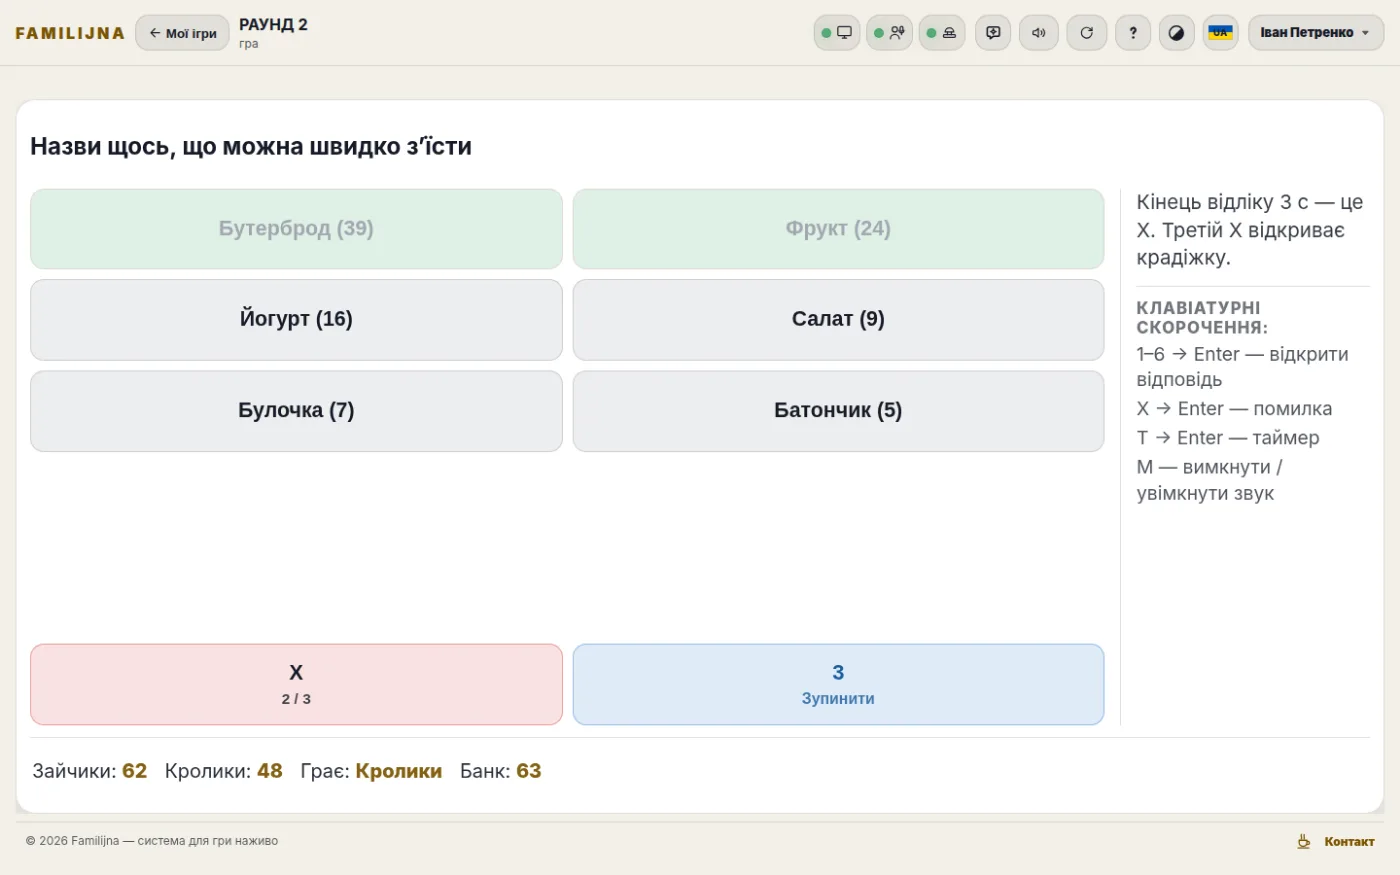 FAMILIJNA
← Мої ігри
РАУНД 2
гра
?
UA
Іван Петренко
Назви щось, що можна швидко з’їсти
Бутерброд (39)
Фрукт (24)
Йогурт (16)
Салат (9)
Булочка (7)
Батончик (5)
X
2 / 3
3
Зупинити
Кінець відліку 3 с — це
X. Третій X відкриває
крадіжку.
КЛАВІАТУРНІ
СКОРОЧЕННЯ:
1–6 → Enter — відкрити
відповідь
X → Enter — помилка
T → Enter — таймер
M — вимкнути /
увімкнути звук
Зайчики: 62 Кролики: 48 Грає: Кролики Банк: 63
© 2026 Familijna — система для гри наживо
Контакт